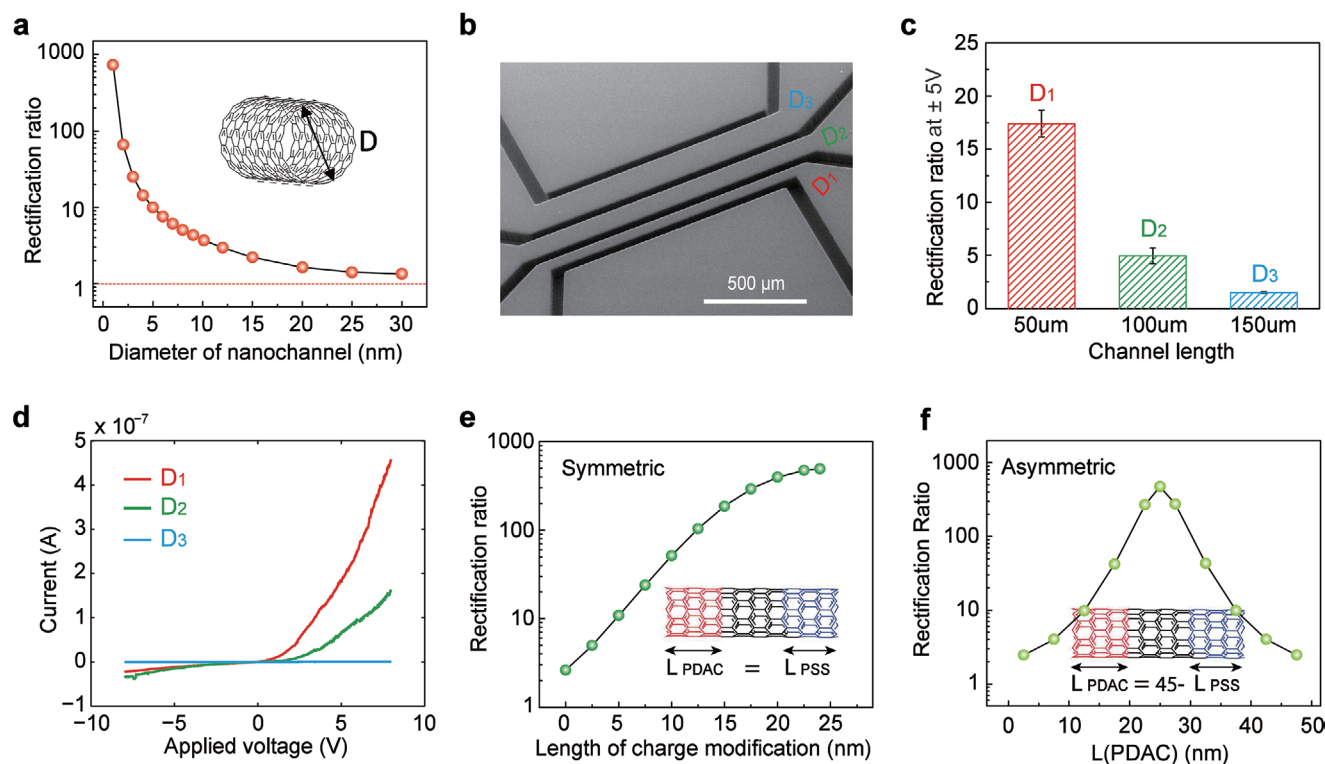 a
Rectification ratio
1000
100
10
1
0 5 10 15 20 25 30
Diameter of nanochannel (nm)
D
b
D3
D2
D1
500 µm
c
Rectification ratio at ± 5V
25
20
15
10
5
0
D1
D2
D3
50um 100um 150um
Channel length
d
5 x 10⁻⁷
4
3
2
1
0
−1
Current (A)
D1
D2
D3
−10 −5 0 5 10
Applied voltage (V)
e
Rectification ratio
1000
100
10
1
Symmetric
L PDAC = L PSS
0 5 10 15 20 25
Length of charge modification (nm)
f
Rectification Ratio
1000
100
10
1
Asymmetric
L PDAC = 45- L PSS
0 10 20 30 40 50
L(PDAC) (nm)